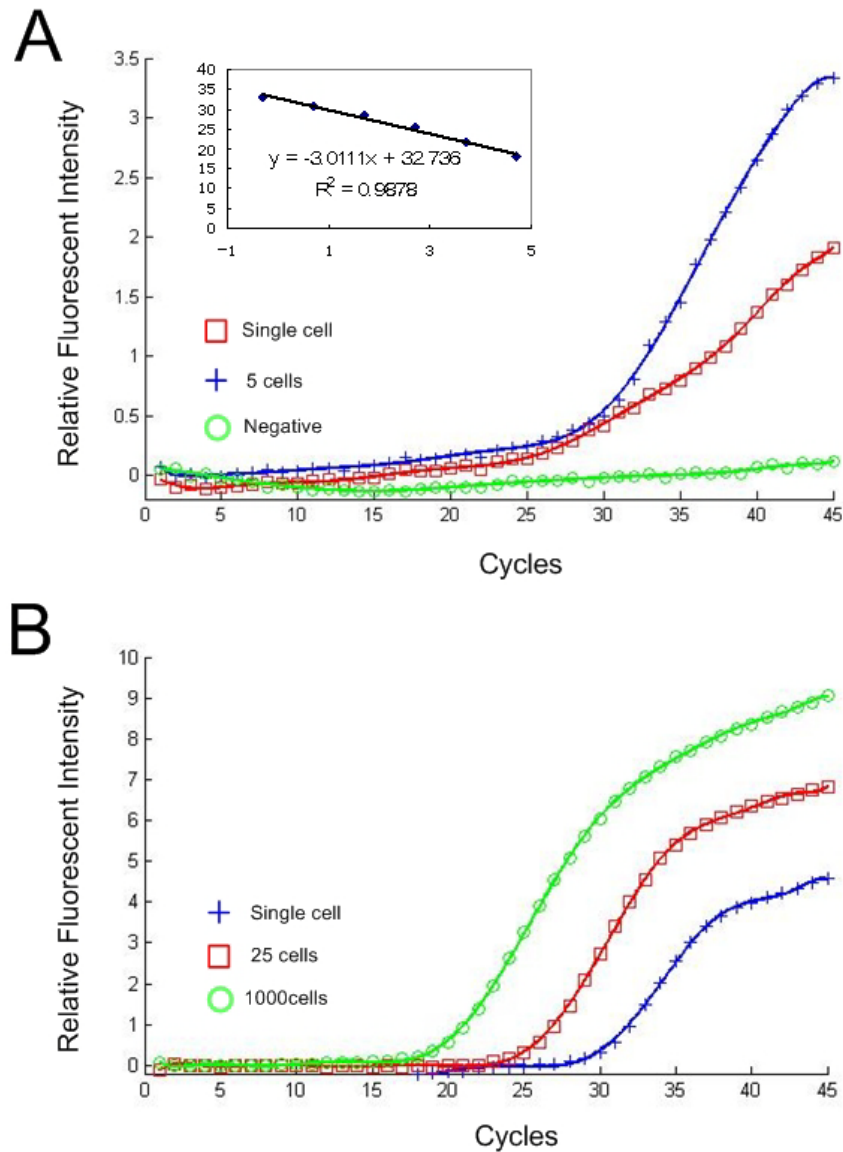 A
Relative Fluorescent Intensity
3.5
3
2.5
2
1.5
1
0.5
0
40
35
30
25
20
15
10
5
0
y = -3.0111x + 32.736
R² = 0.9878
-1 1 3 5
Single cell
5 cells
Negative
0 5 10 15 20 25 30 35 40 45
Cycles
B
Relative Fluorescent Intensity
10
9
8
7
6
5
4
3
2
1
0
Single cell
25 cells
1000cells
0 5 10 15 20 25 30 35 40 45
Cycles